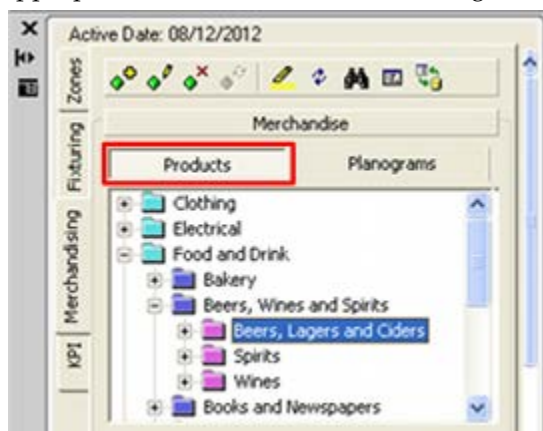 Active Date: 08/12/2012
Zones
Fixturing
Merchandising
KPI
Merchandise
Products Planograms
Clothing
Electrical
Food and Drink
Bakery
Beers, Wines and Spirits
Beers, Lagers and Ciders
Spirits
Wines
Books and Newspapers